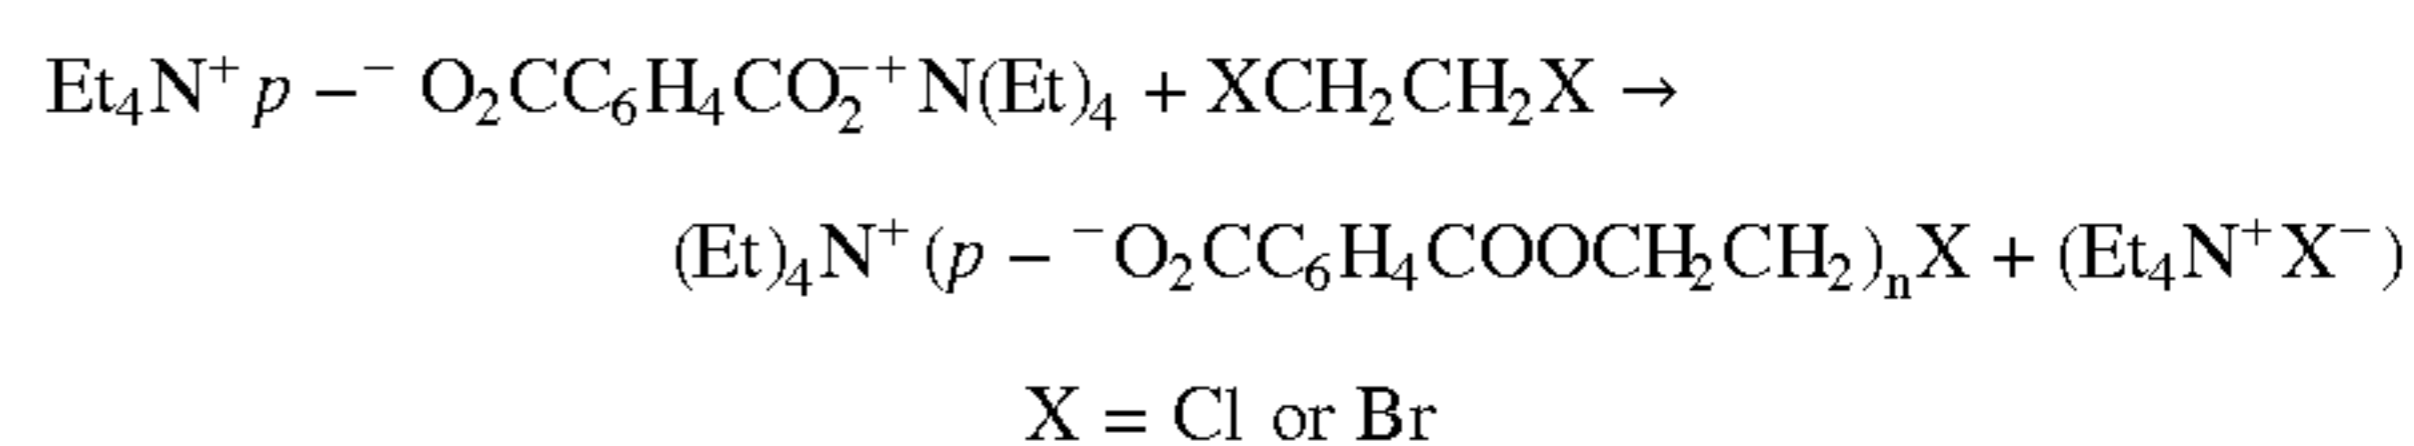 Et₄N⁺ p – ⁻ O₂CC₆H₄CO₂⁻⁺N(Et)₄ + XCH₂CH₂X →
(Et)₄N⁺ (p – ⁻O₂CC₆H₄COOCH₂CH₂)ₙX + (Et₄N⁺X⁻)
X = Cl or Br